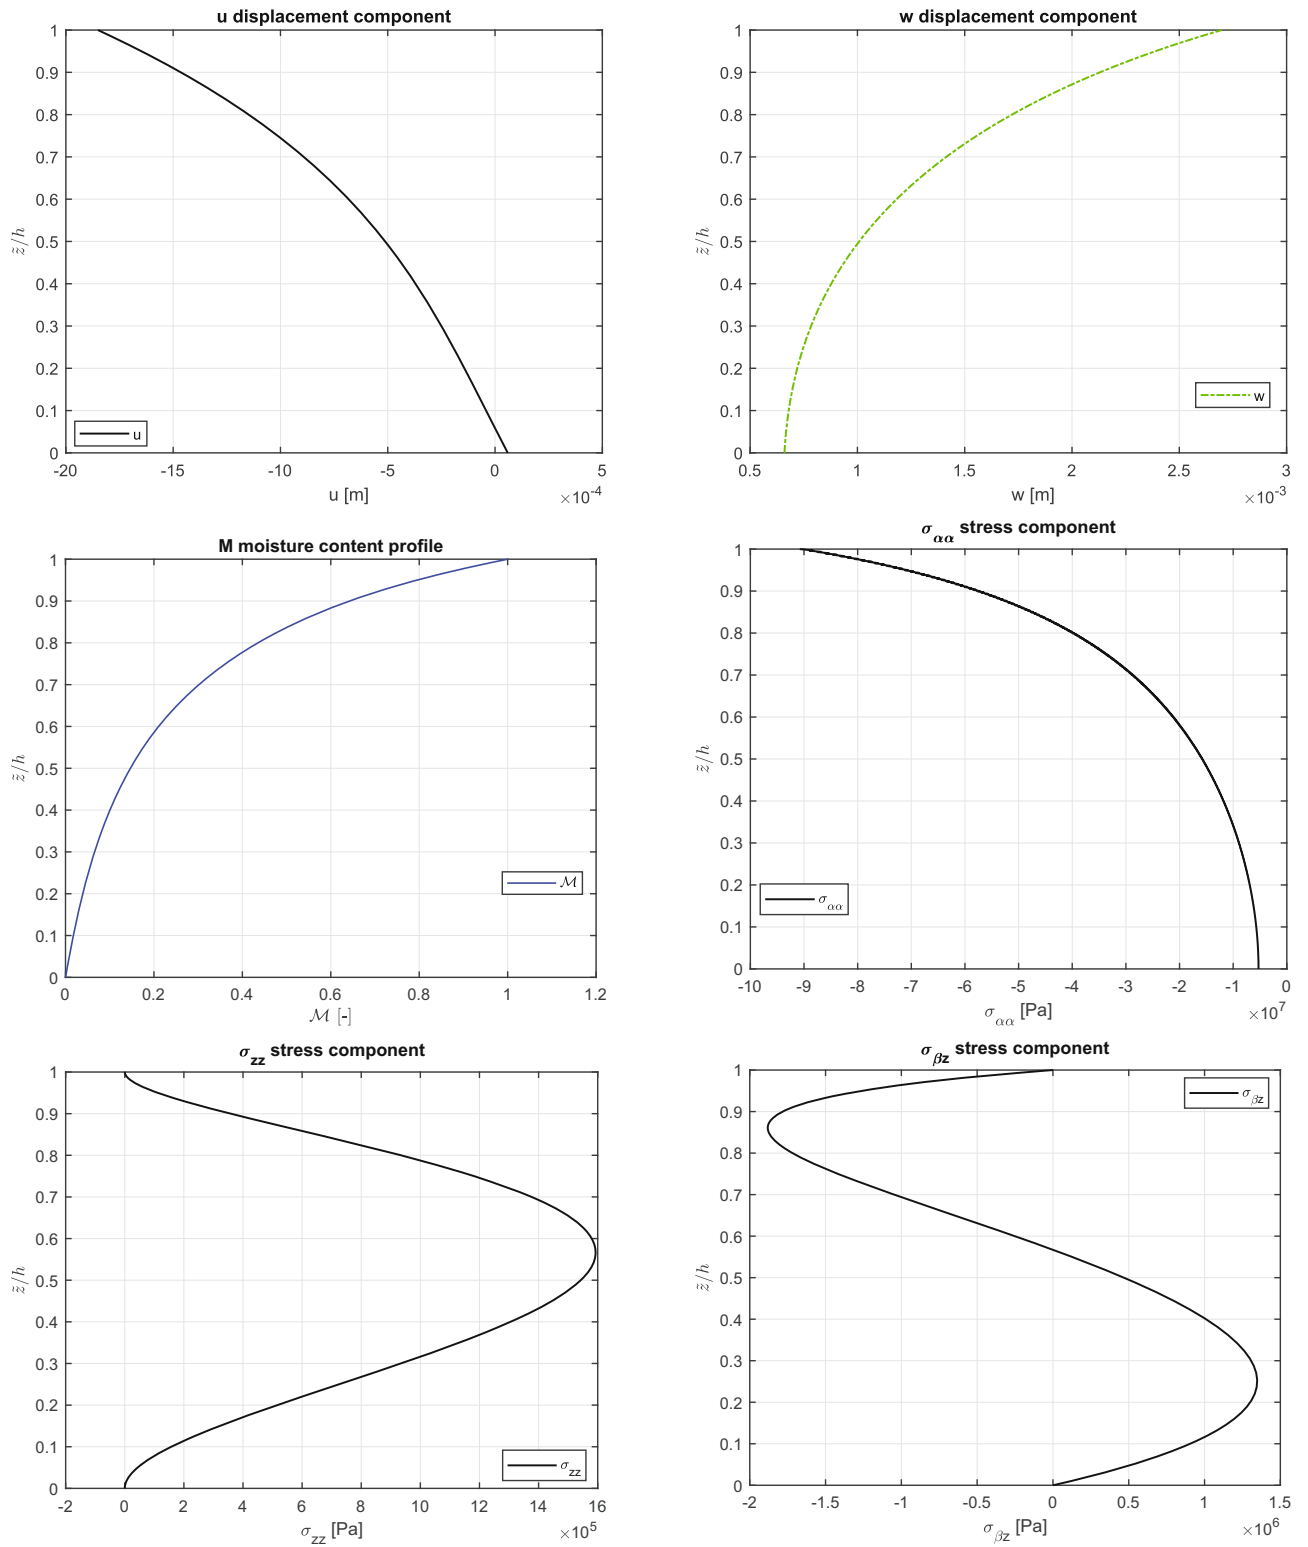 u displacement component
1
0.9
0.8
0.7
0.6
0.5
0.4
0.3
0.2
0.1
0
z̃/h
u
-20 -15 -10 -5 0 5
u [m]
×10-4
w displacement component
1
0.9
0.8
0.7
0.6
0.5
0.4
0.3
0.2
0.1
0
z̃/h
w
0.5 1 1.5 2 2.5 3
w [m]
×10-3
M moisture content profile
1
0.9
0.8
0.7
0.6
0.5
0.4
0.3
0.2
0.1
0
z̃/h
ℳ
0 0.2 0.4 0.6 0.8 1 1.2
ℳ [-]
σαα stress component
1
0.9
0.8
0.7
0.6
0.5
0.4
0.3
0.2
0.1
0
z̃/h
σαα
-10 -9 -8 -7 -6 -5 -4 -3 -2 -1 0
σαα [Pa]
×107
σzz stress component
1
0.9
0.8
0.7
0.6
0.5
0.4
0.3
0.2
0.1
0
z̃/h
σzz
-2 0 2 4 6 8 10 12 14 16
σzz [Pa]
×105
σβz stress component
1
0.9
0.8
0.7
0.6
0.5
0.4
0.3
0.2
0.1
0
z̃/h
σβz
-2 -1.5 -1 -0.5 0 0.5 1 1.5
σβz [Pa]
×106